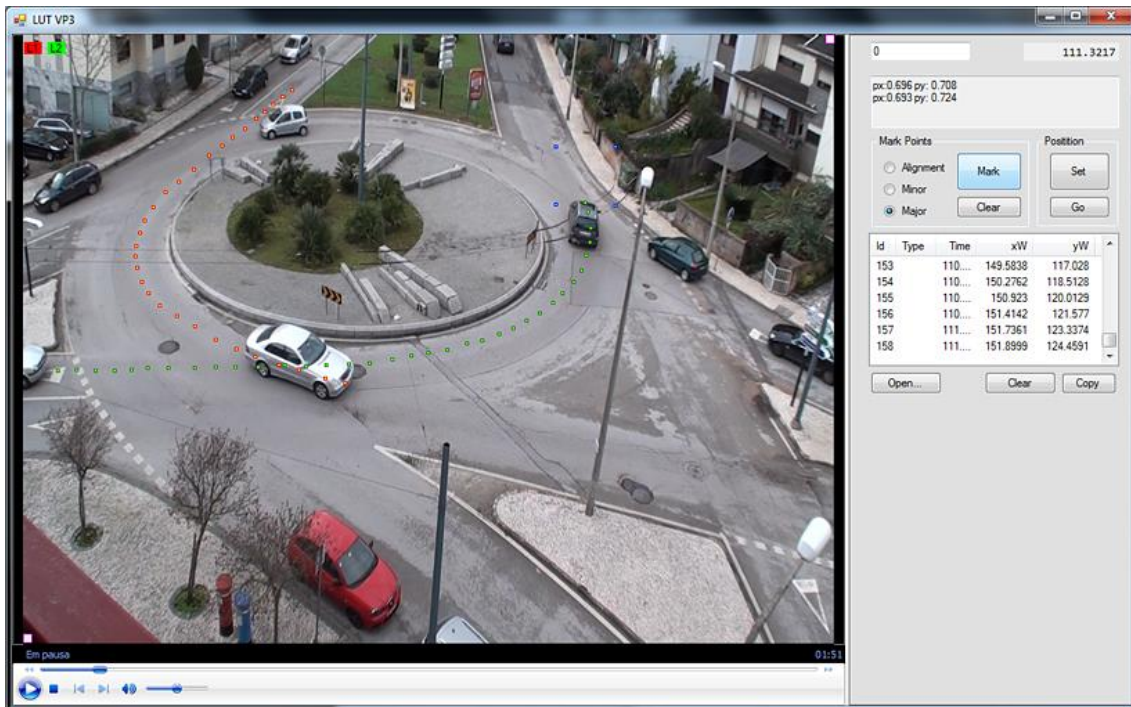 LUT VP3
L1 L2
0
111.3217
px:0.696 py: 0.708
px:0.693 py: 0.724
Mark Points
Positition
Alignment
Minor
Major
Mark
Clear
Set
Go
Id Type Time xW yW
153 110.... 149.5838 117.028
154 110.... 150.2762 118.5128
155 110.... 150.923 120.0129
156 110.... 151.4142 121.577
157 111.... 151.7361 123.3374
158 111.... 151.8999 124.4591
Open... Clear Copy
Em pausa
01:51